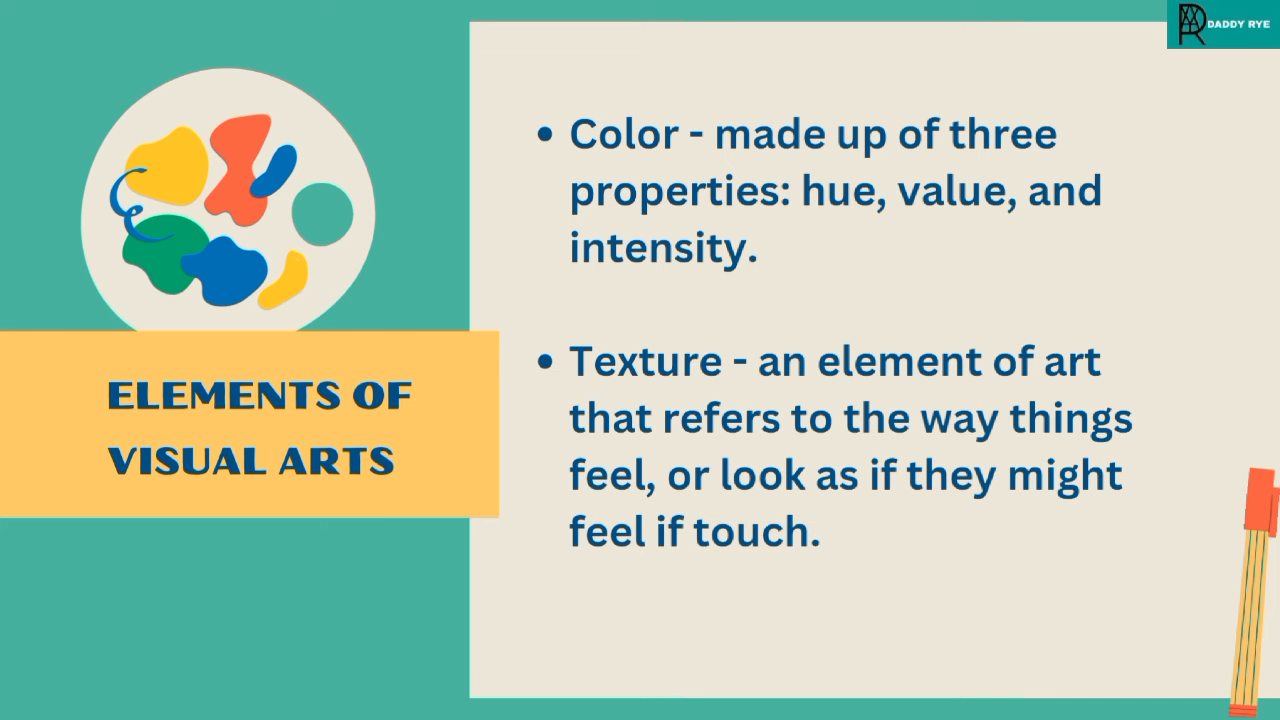 DADDY RYE
• Color - made up of three
properties: hue, value, and
intensity.
• Texture - an element of art
that refers to the way things
feel, or look as if they might
feel if touch.
ELEMENTS OF
VISUAL ARTS